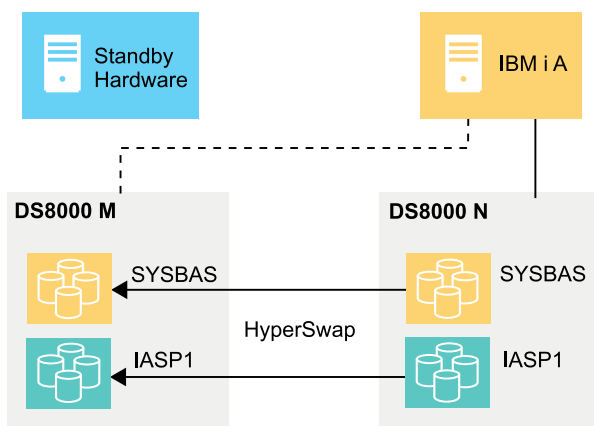 Standby
Hardware
IBM i A
DS8000 M
DS8000 N
SYSBAS
SYSBAS
HyperSwap
IASP1
IASP1